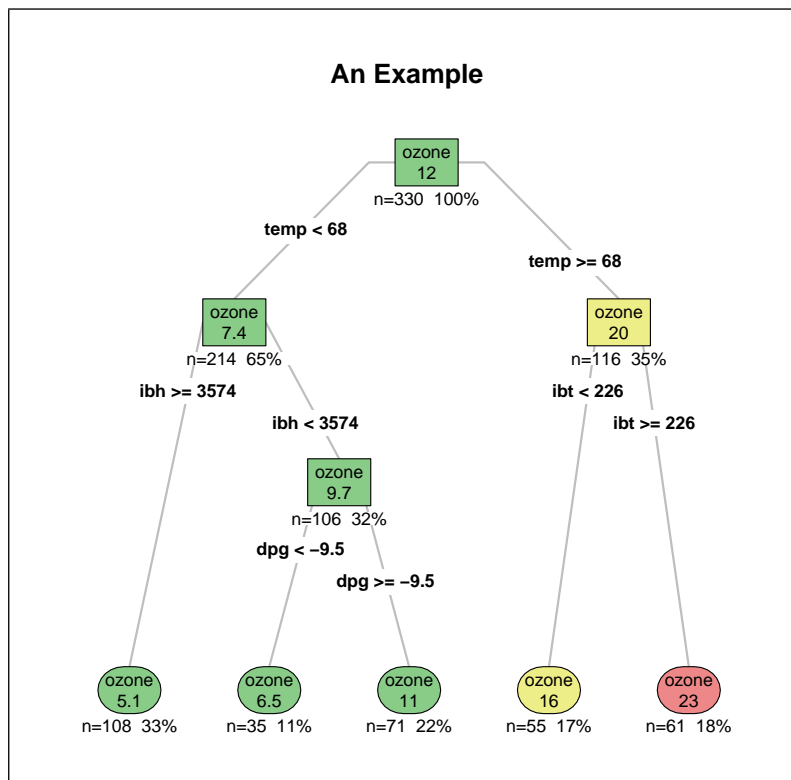 An Example
ozone
12
n=330 100%
temp < 68
temp >= 68
ozone
7.4
n=214 65%
ozone
20
n=116 35%
ibh >= 3574
ibh < 3574
ibt < 226
ibt >= 226
ozone
9.7
n=106 32%
dpg < −9.5
dpg >= −9.5
ozone
5.1
n=108 33%
ozone
6.5
n=35 11%
ozone
11
n=71 22%
ozone
16
n=55 17%
ozone
23
n=61 18%